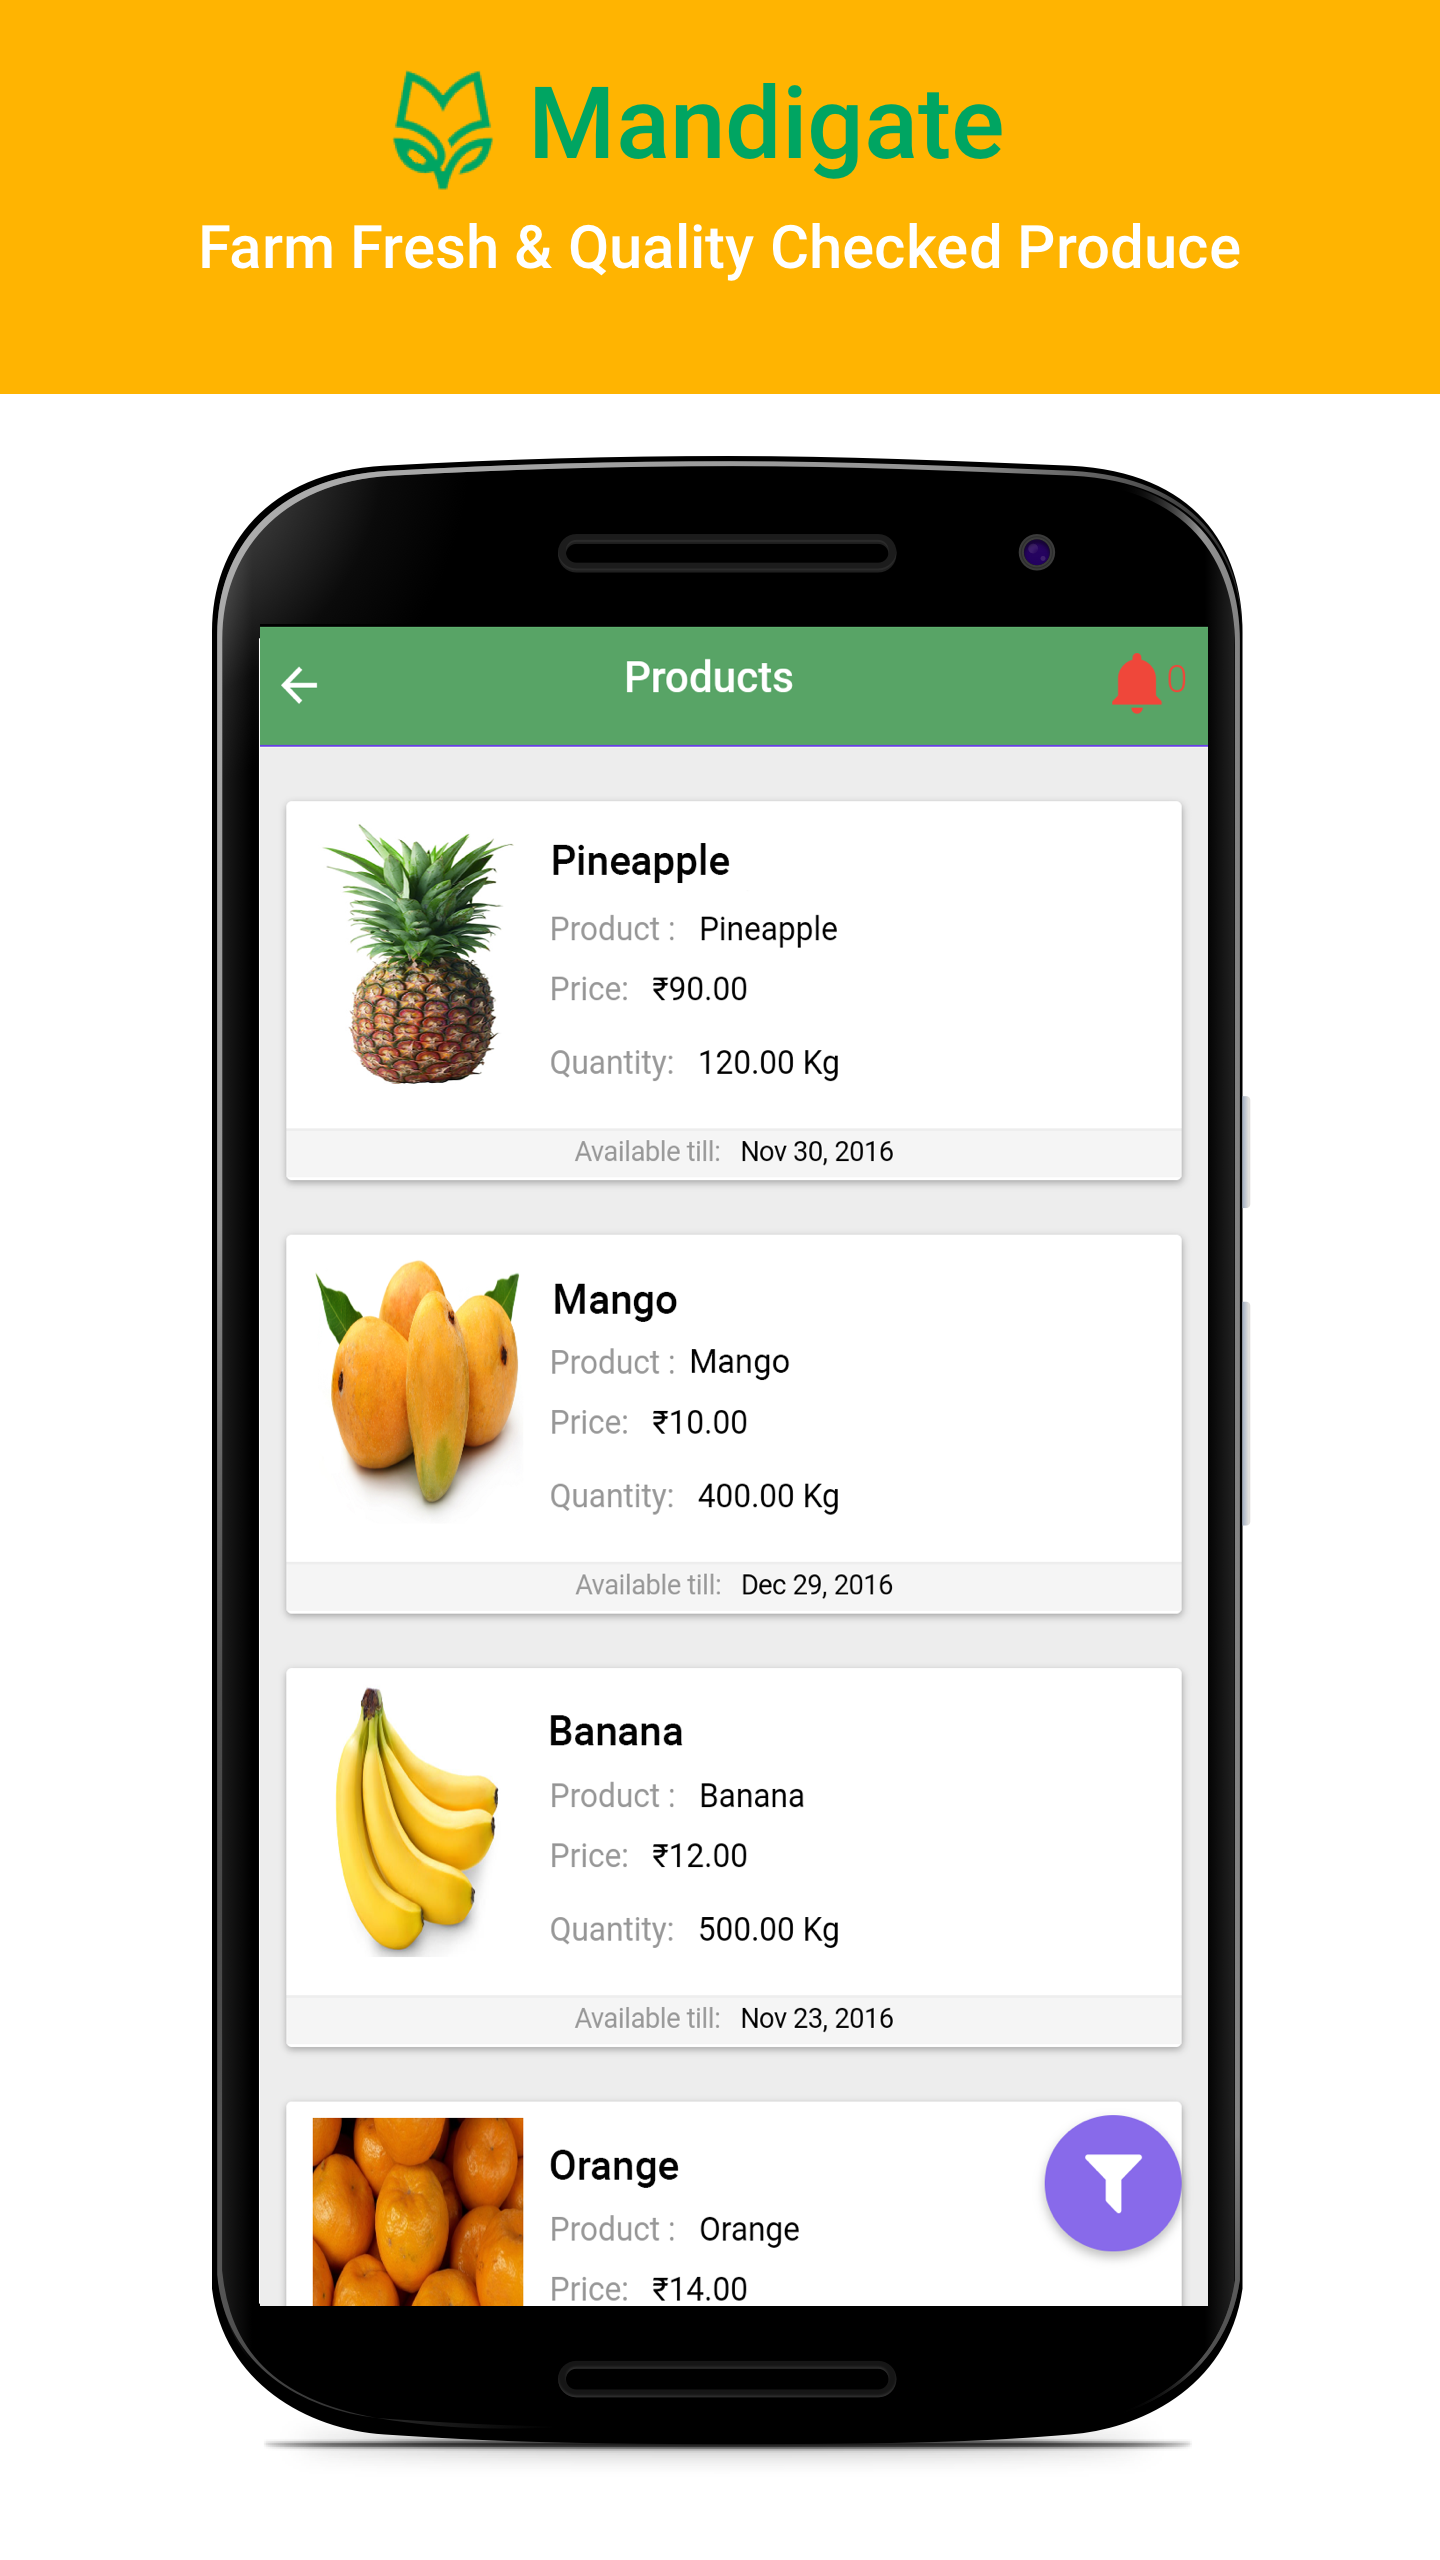 Mandigate
Farm Fresh & Quality Checked Produce
Products
0
Pineapple
Product : Pineapple
Price: ₹90.00
Quantity: 120.00 Kg
Available till: Nov 30, 2016
Mango
Product : Mango
Price: ₹10.00
Quantity: 400.00 Kg
Available till: Dec 29, 2016
Banana
Product : Banana
Price: ₹12.00
Quantity: 500.00 Kg
Available till: Nov 23, 2016
Orange
Product : Orange
Price: ₹14.00